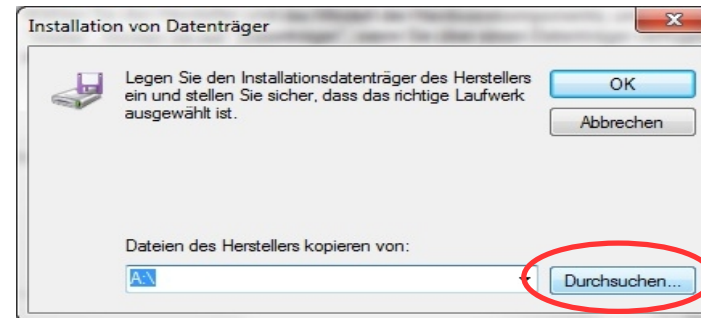 Installation von Datenträger
Legen Sie den Installationsdatenträger des Herstellers
ein und stellen Sie sicher, dass das richtige Laufwerk
ausgewählt ist.
OK
Abbrechen
Dateien des Herstellers kopieren von:
A:\
Durchsuchen...